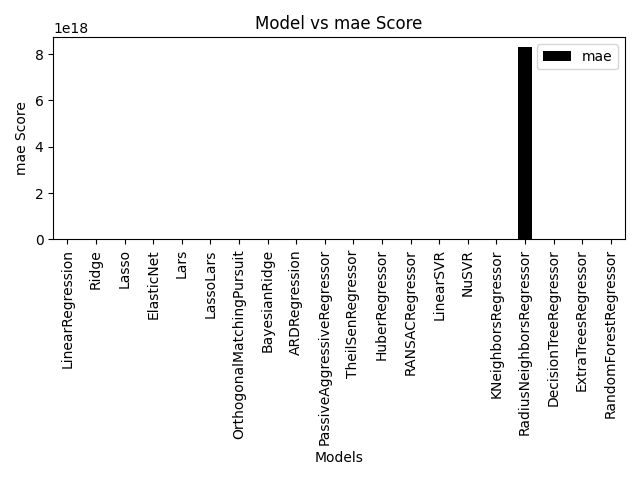 Model vs mae Score
1e18
mae
8
6
4
2
0
mae Score
LinearRegression
Ridge
Lasso
ElasticNet
Lars
LassoLars
OrthogonalMatchingPursuit
BayesianRidge
ARDRegression
PassiveAggressiveRegressor
TheilSenRegressor
HuberRegressor
RANSACRegressor
LinearSVR
NuSVR
KNeighborsRegressor
RadiusNeighborsRegressor
DecisionTreeRegressor
ExtraTreesRegressor
RandomForestRegressor
Models